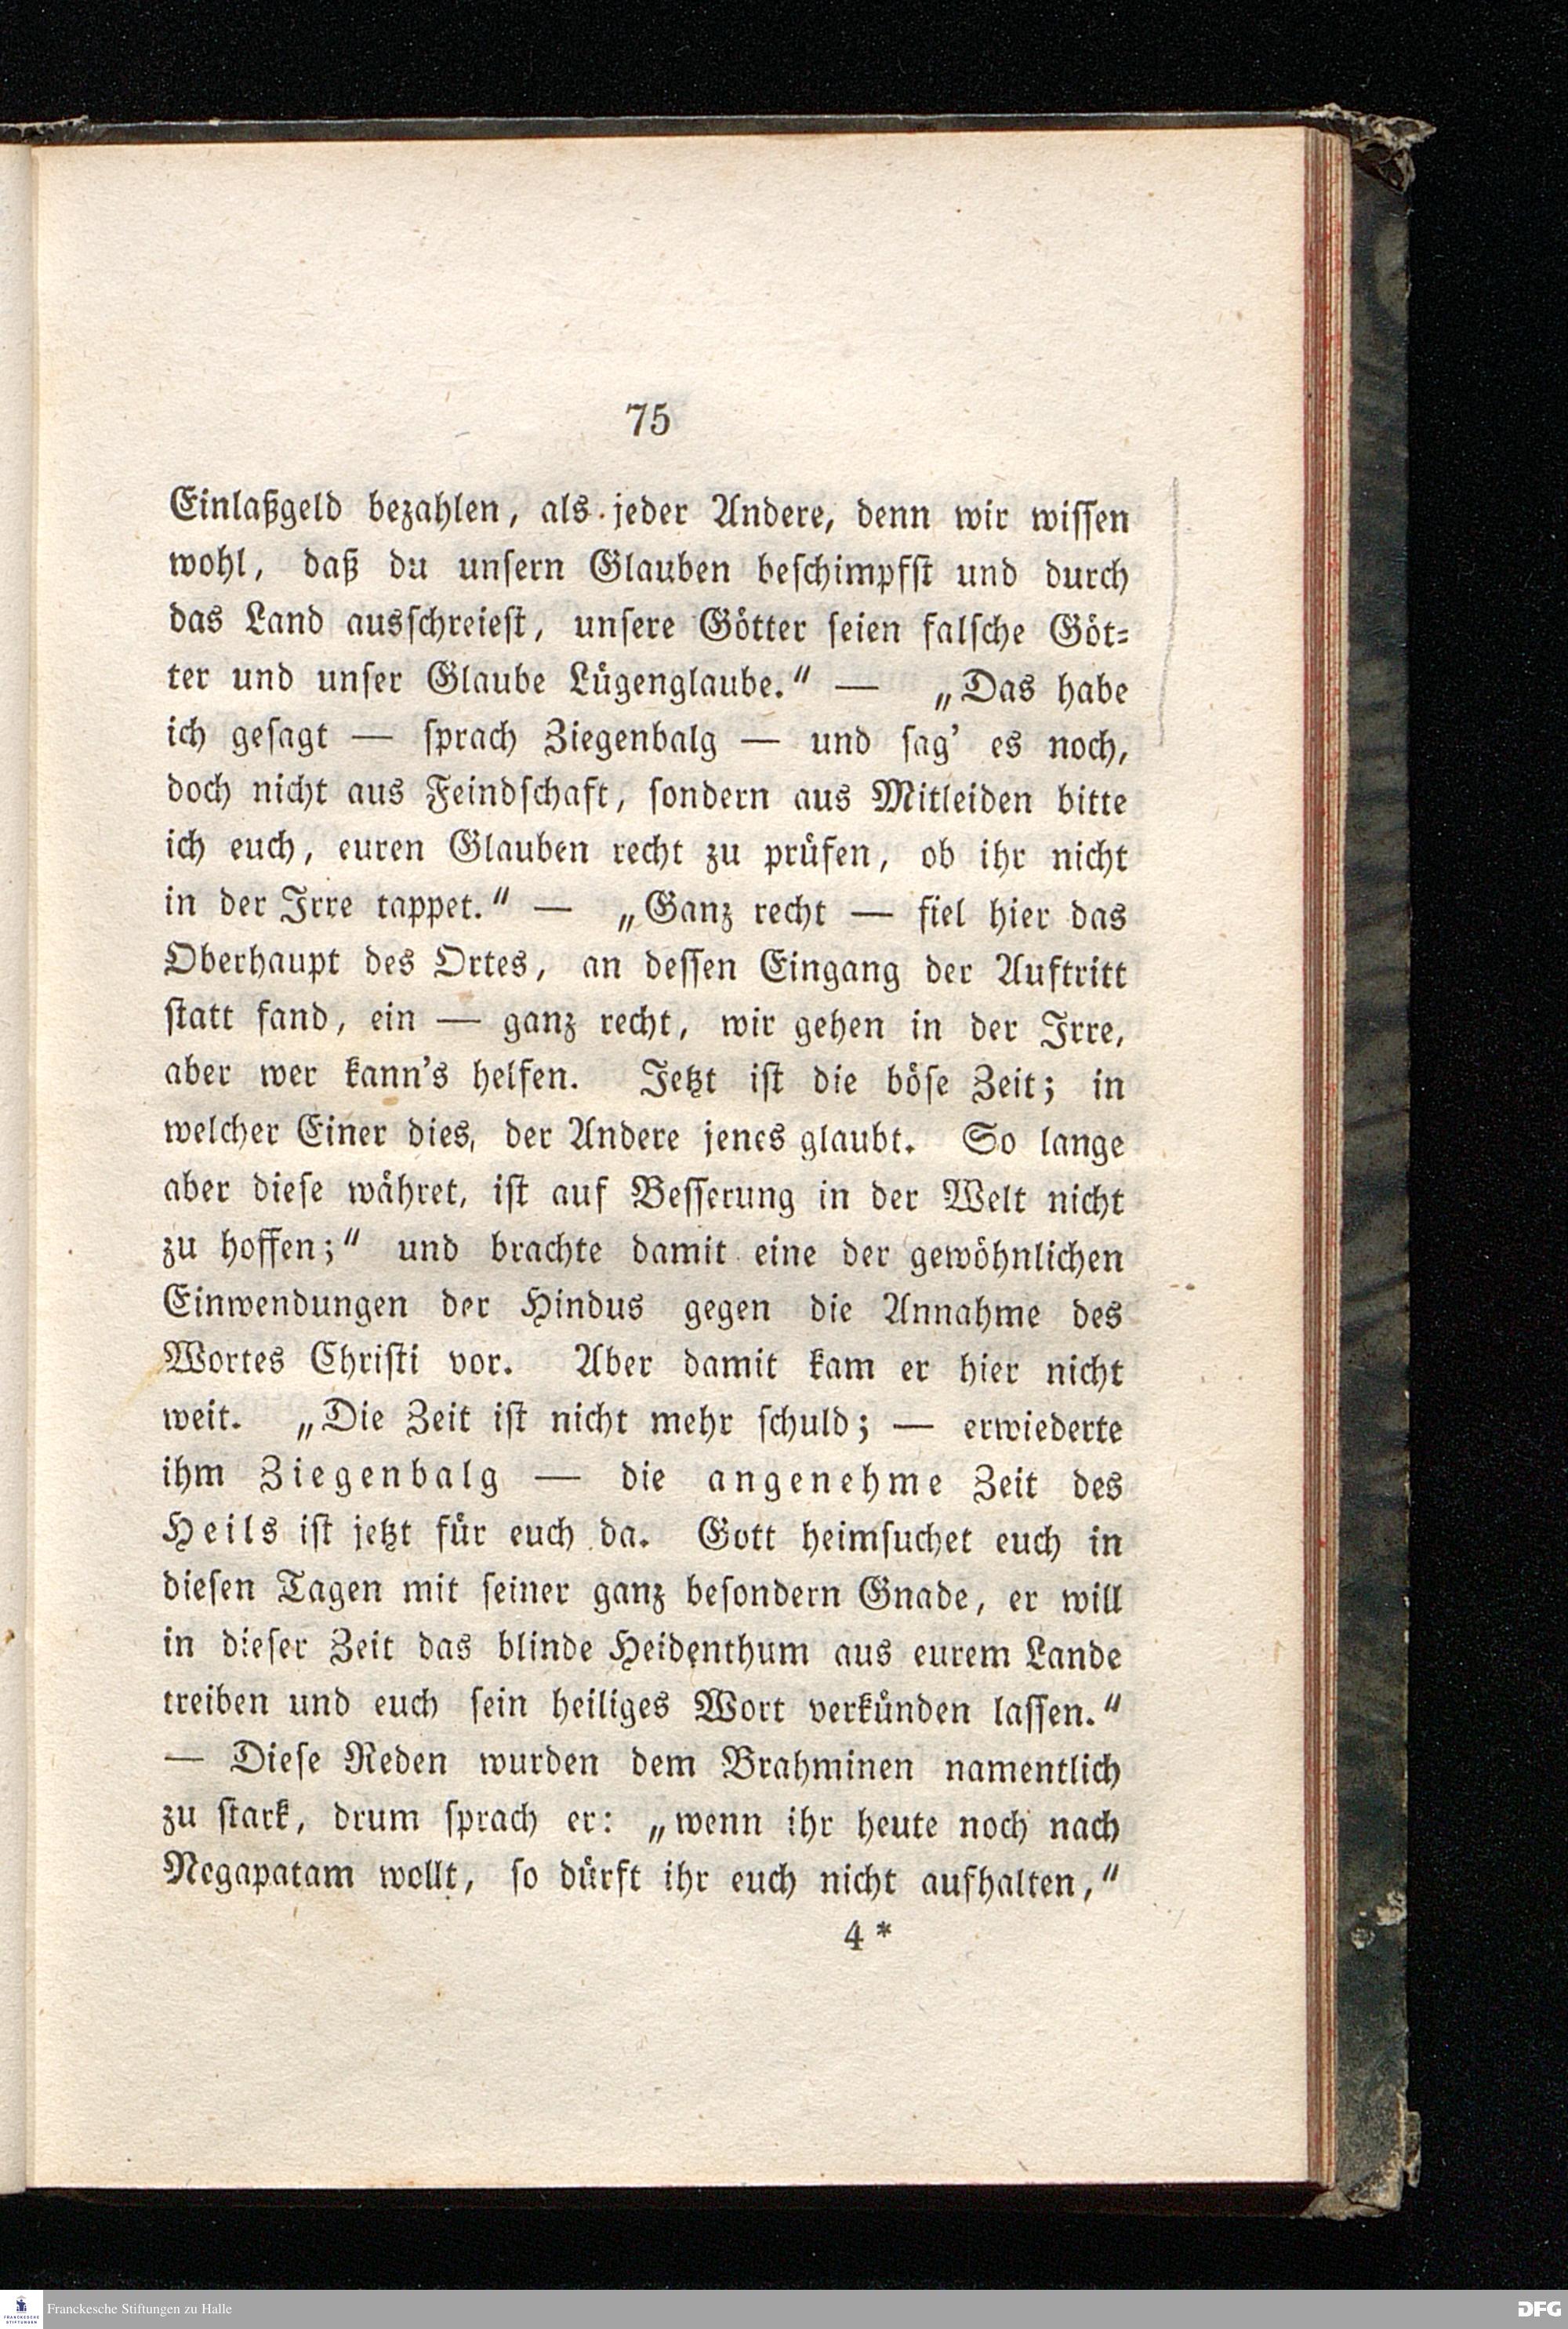 75
Einlaßgeld bezahlen, als jeder Andere, denn wir wissen
wohl, daß du unsern Glauben beschimpfst und durch
das Land ausschreiest, unsere Götter seien falsche Göt-
ter und unser Glaube Lügenglaube.“ — „Das habe
ich gesagt — sprach Ziegenbalg — und sag’ es noch,
doch nicht aus Feindschaft, sondern aus Mitleiden bitte
ich euch, euren Glauben recht zu prüfen, ob ihr nicht
in der Irre tappet.“ — „Ganz recht — fiel hier das
Oberhaupt des Ortes, an dessen Eingang der Auftritt
statt fand, ein — ganz recht, wir gehen in der Irre,
aber wer kann’s helfen. Jetzt ist die böse Zeit; in
welcher Einer dies, der Andere jenes glaubt. So lange
aber diese währet, ist auf Besserung in der Welt nicht
zu hoffen;“ und brachte damit eine der gewöhnlichen
Einwendungen der Hindus gegen die Annahme des
Wortes Christi vor. Aber damit kam er hier nicht
weit. „Die Zeit ist nicht mehr schuld; — erwiederte
ihm Ziegenbalg — die angenehme Zeit des
Heils ist jetzt für euch da. Gott heimsuchet euch in
diesen Tagen mit seiner ganz besondern Gnade, er will
in dieser Zeit das blinde Heidenthum aus eurem Lande
treiben und euch sein heiliges Wort verkünden lassen.“
— Diese Reden wurden dem Brahminen namentlich
zu stark, drum sprach er: „wenn ihr heute noch nach
Negapatam wollt, so dürft ihr euch nicht aufhalten,“
4*
FRANCKESCHE
STIFTUNGEN
Franckesche Stiftungen zu Halle
DFG